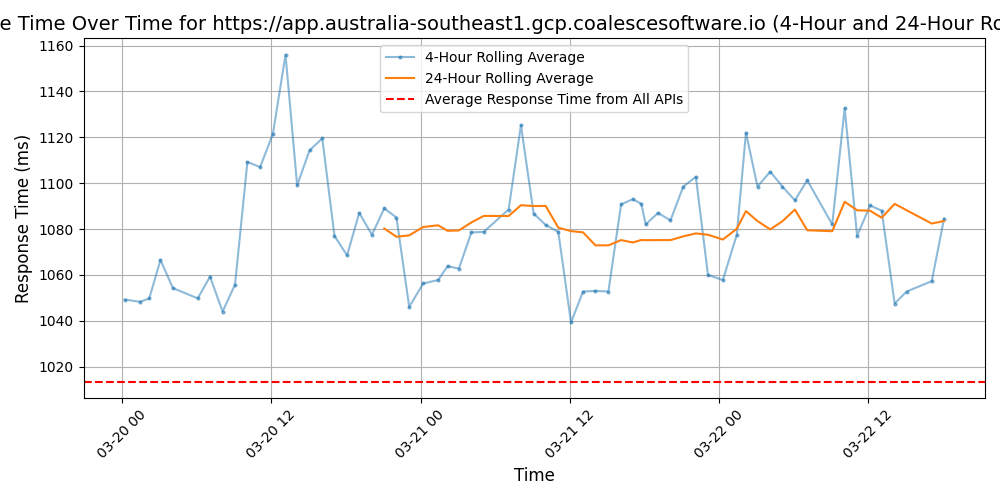 e Time Over Time for https://app.australia-southeast1.gcp.coalescesoftware.io (4-Hour and 24-Hour Ro
1160
1140
1120
1100
1080
1060
1040
1020
Response Time (ms)
4-Hour Rolling Average
24-Hour Rolling Average
Average Response Time from All APIs
03-20 00
03-20 12
03-21 00
03-21 12
03-22 00
03-22 12
Time